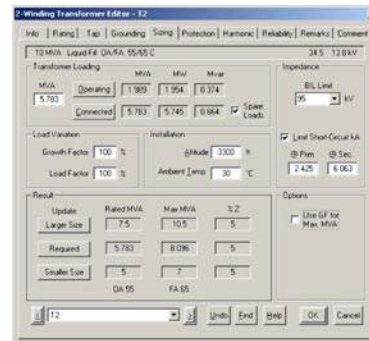 2-Winding Transformer Editor - T2
Info Rating Tap Grounding Sizing Protection Harmonic Reliability Remarks Comment
10 MVA Liquid-Fill OA/FA 55/65 C 34.5 13.8 kV
Transformer Loading
MVA MW Mvar
MVA
5.783
Operating 1.989 1.954 0.374
Connected 5.783 5.745 0.664 Spare Loads
Impedance
BIL Limit
95 kV
Limit Short-Circuit kA
@ Prim @ Sec
2.425 6.063
Load Variation
Growth Factor 100 %
Load Factor 100 %
Installation
Altitude 3300 ft
Ambient Temp. 30 °C
Result
Update Rated MVA Max MVA % Z
Larger Size 7.5 10.5 5
Required 5.783 8.096 5
Smaller Size 5 7 5
OA 55 FA 65
Options
Use GF for Max. MVA
T2 Undo Find Help OK Cancel